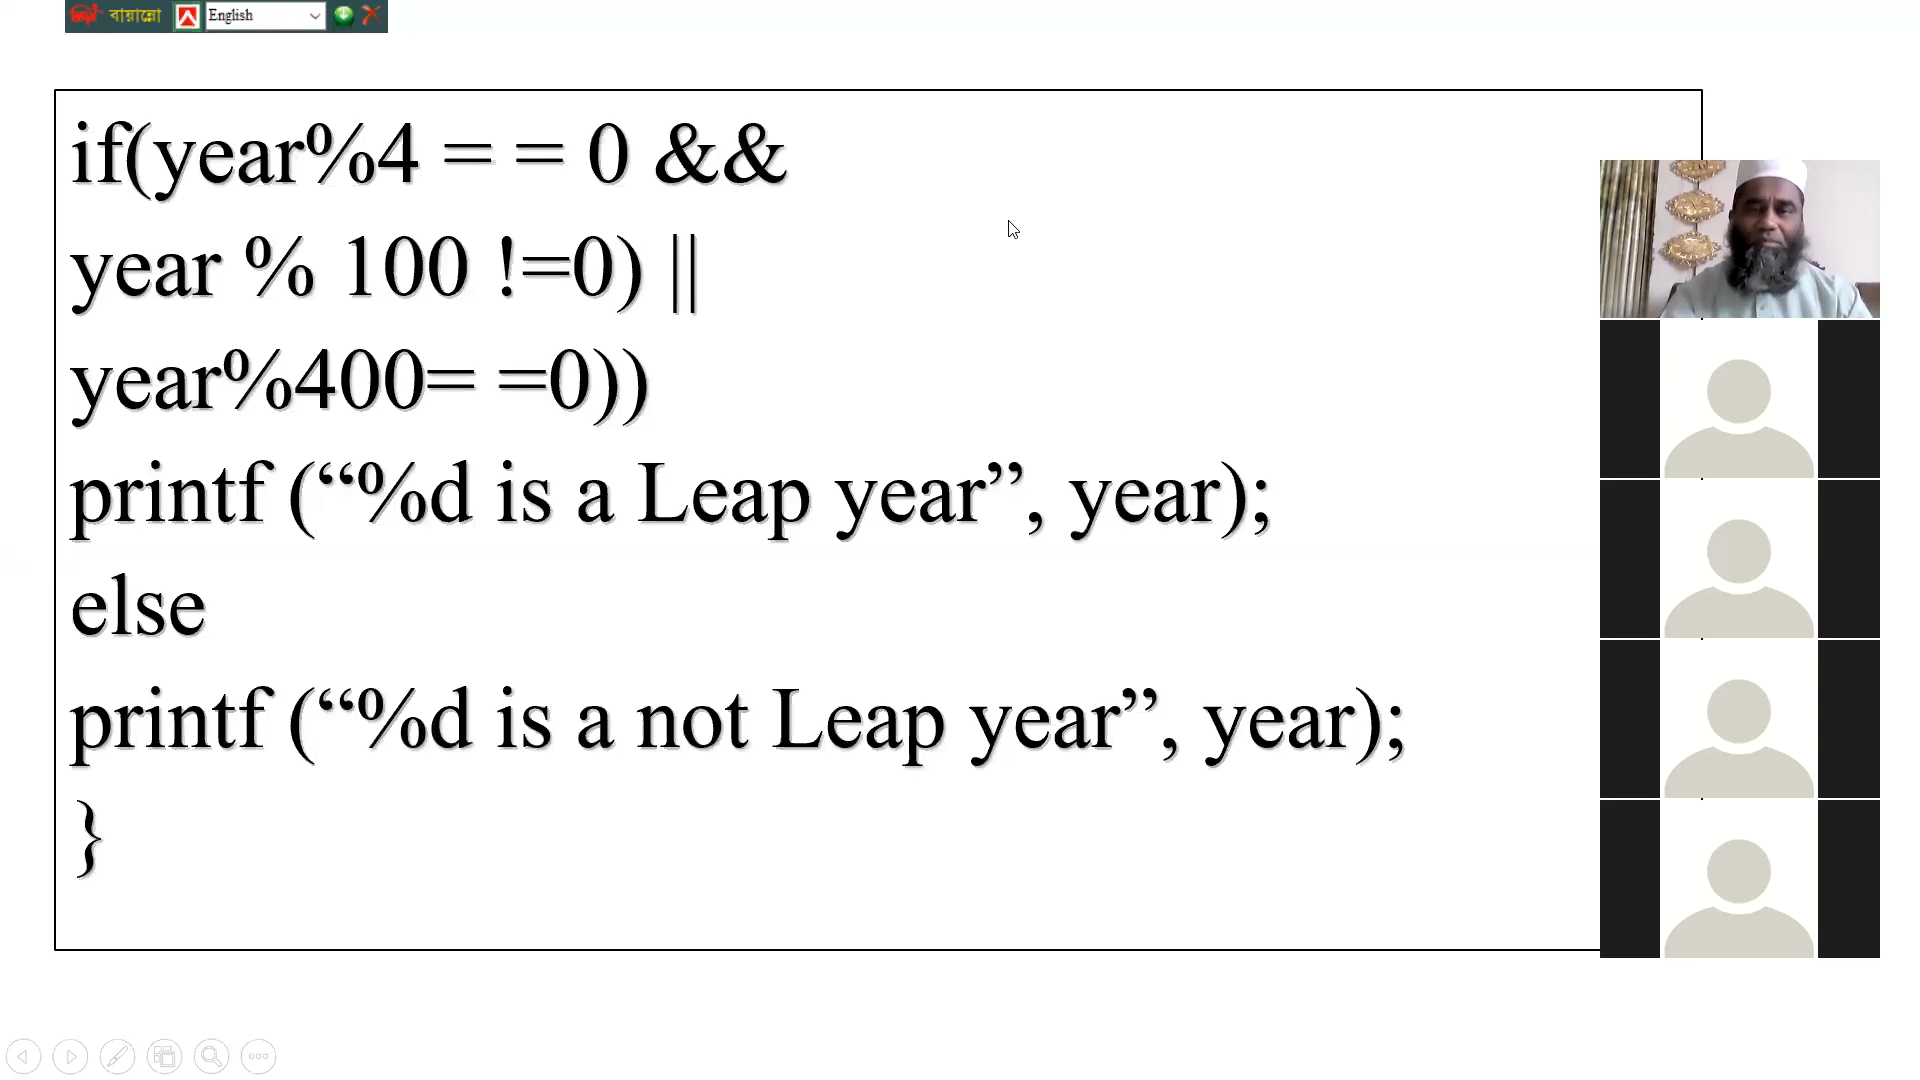 বিজয় বায়ান্নো English
if(year%4 = = 0 &&
year % 100 !=0) ||
year%400= =0))
printf (“%d is a Leap year”, year);
else
printf (“%d is a not Leap year”, year);
}